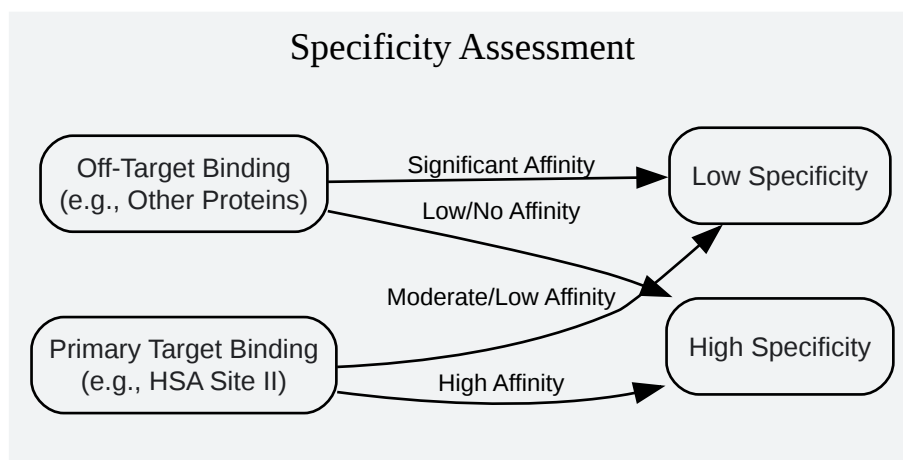 Specificity Assessment
Off-Target Binding
(e.g., Other Proteins)
Significant Affinity
Low Specificity
Low/No Affinity
Moderate/Low Affinity
Primary Target Binding
(e.g., HSA Site II)
High Affinity
High Specificity